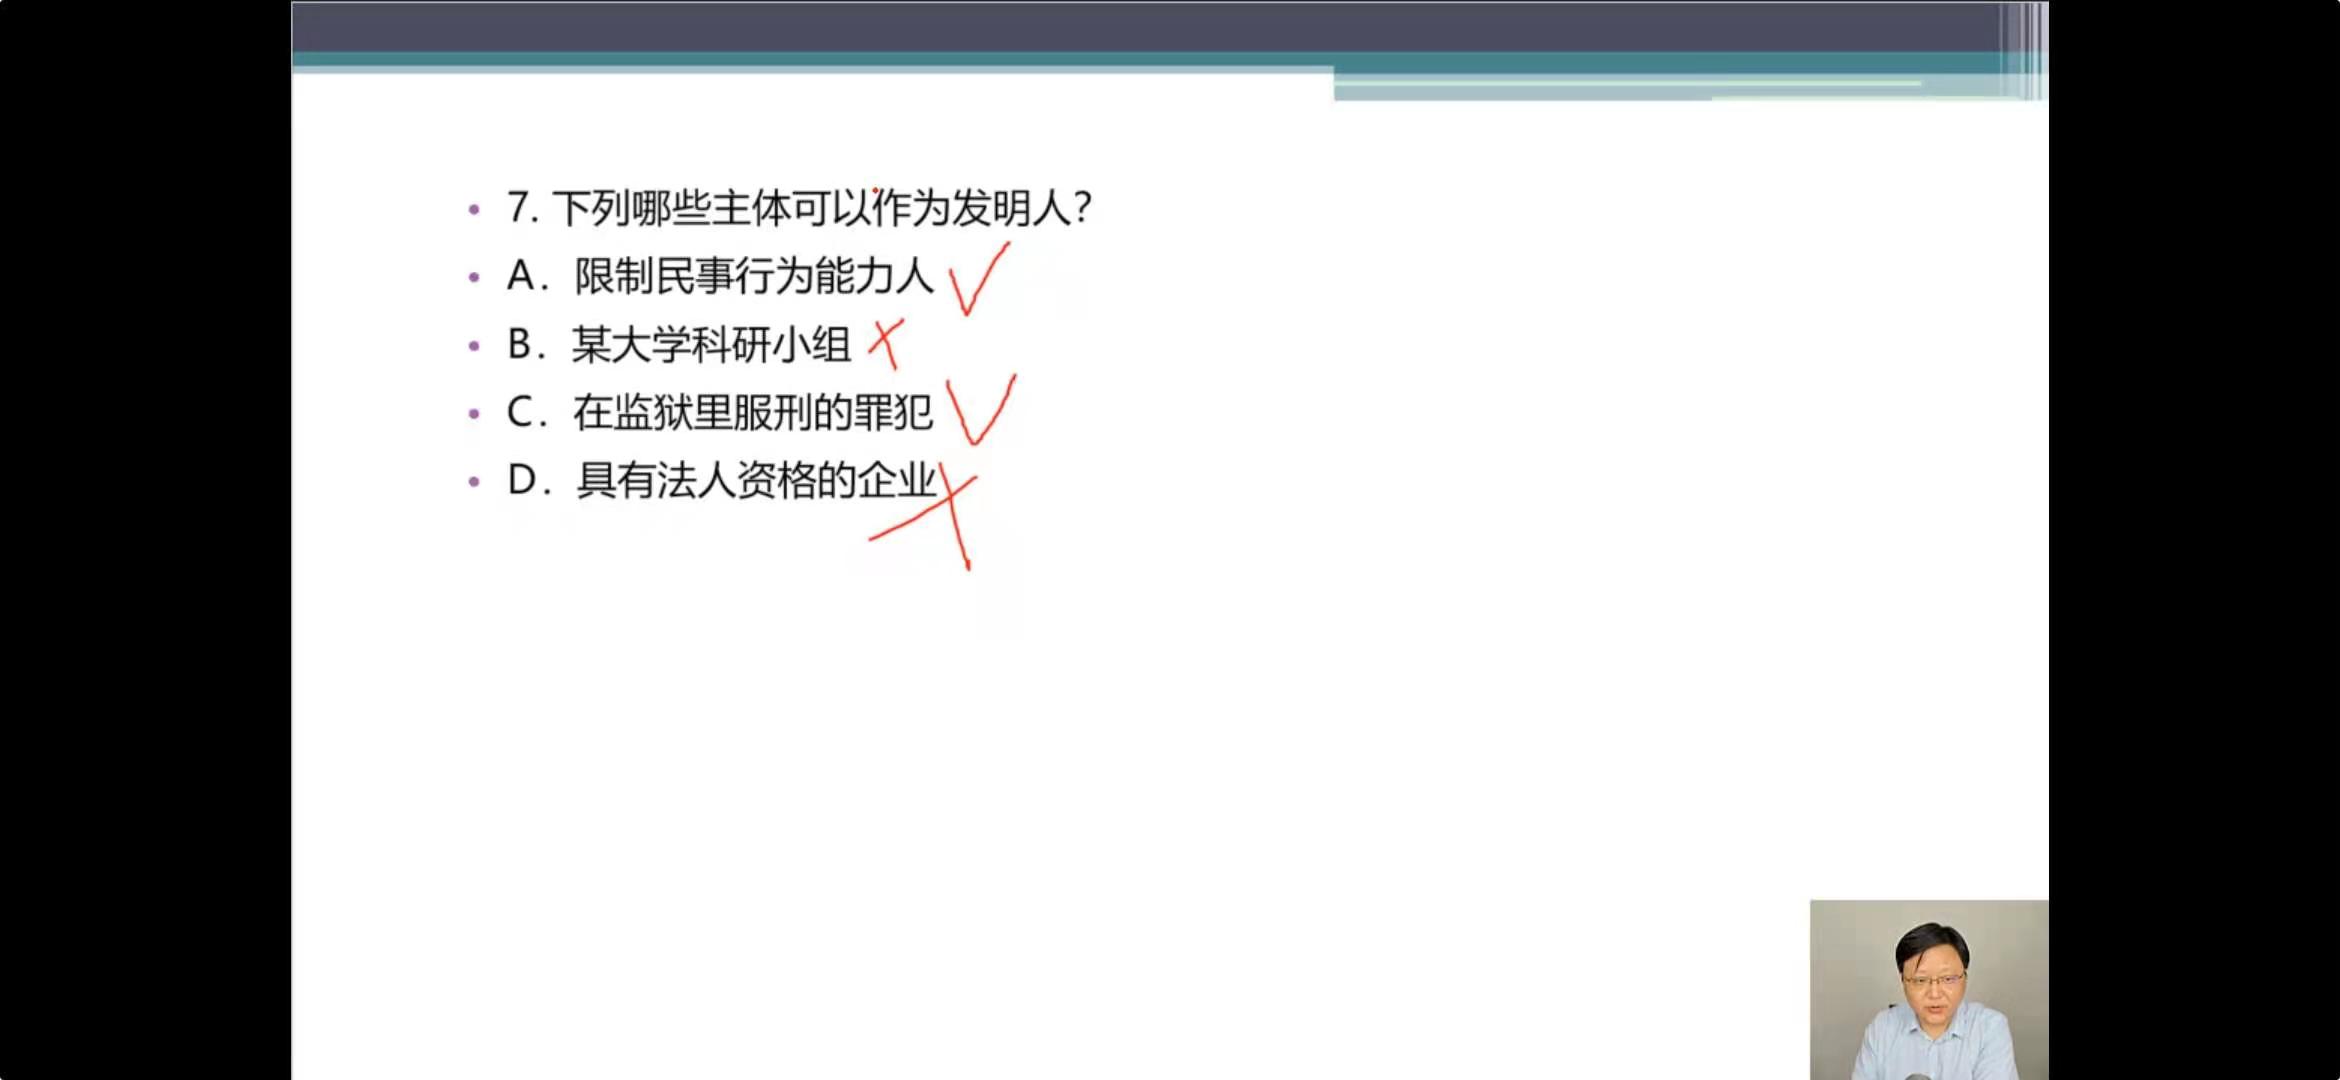 7. 下列哪些主体可以作为发明人?
A. 限制民事行为能力人
B. 某大学科研小组
C. 在监狱里服刑的罪犯
D. 具有法人资格的企业